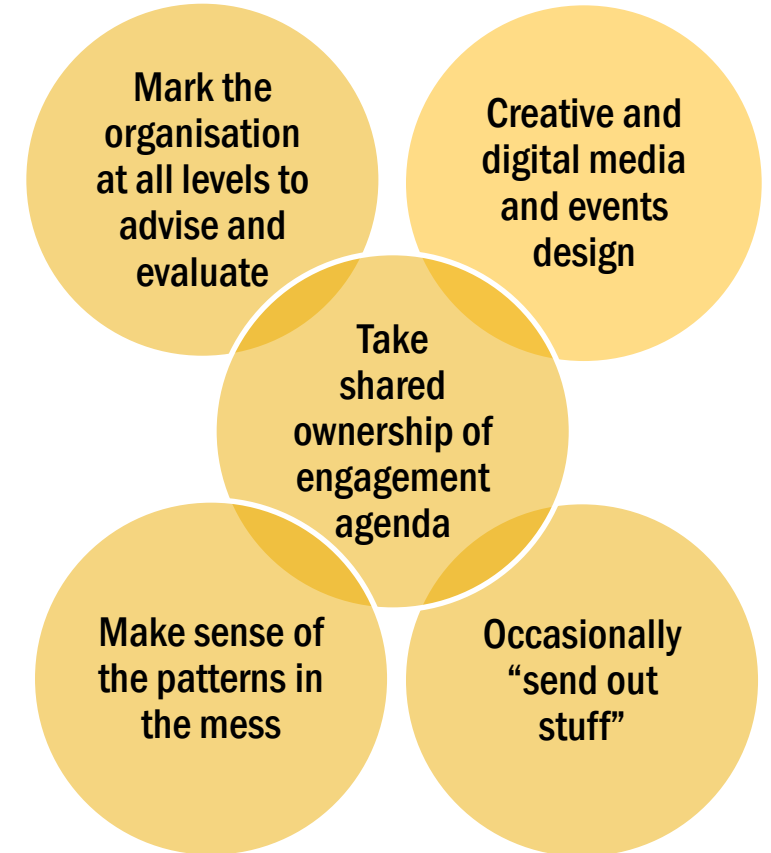 Mark the
organisation
at all levels to
advise and
evaluate
Creative and
digital media
and events
design
Take
shared
ownership of
engagement
agenda
Make sense of
the patterns in
the mess
Occasionally
“send out
stuff”